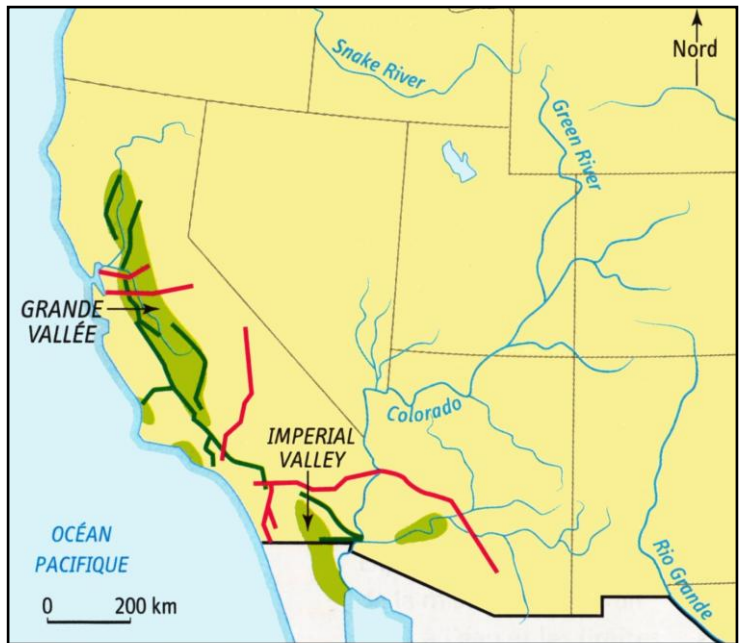 Nord
Snake River
Green River
GRANDE
VALLÉE
Colorado
IMPERIAL
VALLEY
OCÉAN
PACIFIQUE
Rio Grande
0 200 km